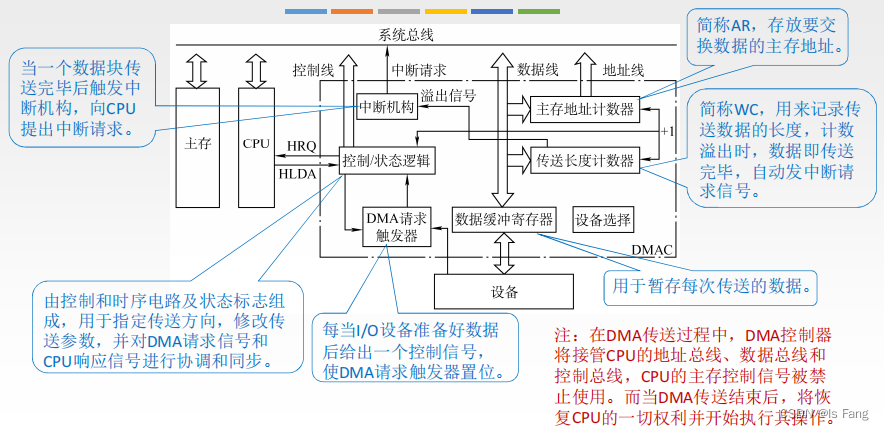 系统总线
当一个数据块传
送完毕后触发中
断机构，向CPU
提出中断请求。
控制线
中断请求
数据线
地址线
简称AR，存放要交
换数据的主存地址。
主存
CPU
中断机构
溢出信号
主存地址计数器
+1
HRQ
HLDA
控制/状态逻辑
传送长度计数器
简称WC，用来记录传
送数据的长度，计数
溢出时，数据即传送
完毕，自动发中断请
求信号。
DMA请求
触发器
数据缓冲寄存器
设备选择
DMAC
设备
用于暂存每次传送的数据。
由控制和时序电路及状态标志组
成，用于指定传送方向，修改传
送参数，并对DMA请求信号和
CPU响应信号进行协调和同步。
每当I/O设备准备好数据
后给出一个控制信号，
使DMA请求触发器置位。
注：在DMA传送过程中，DMA控制器
将接管CPU的地址总线、数据总线和
控制总线，CPU的主存控制信号被禁
止使用。而当DMA传送结束后，将恢
复CPU的一切权利并开始执行其操作。
CSDN @Is Fang